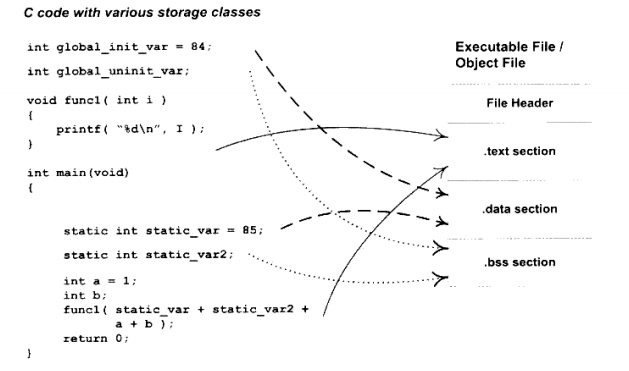 C code with various storage classes
int global_init_var = 84;
int global_uninit_var;
void func1( int i )
{
printf( "%d\n", I );
}
int main(void)
{
static int static_var = 85;
static int static_var2;
int a = 1;
int b;
func1( static_var + static_var2 +
a + b );
return 0;
}
Executable File /
Object File
File Header
.text section
.data section
.bss section